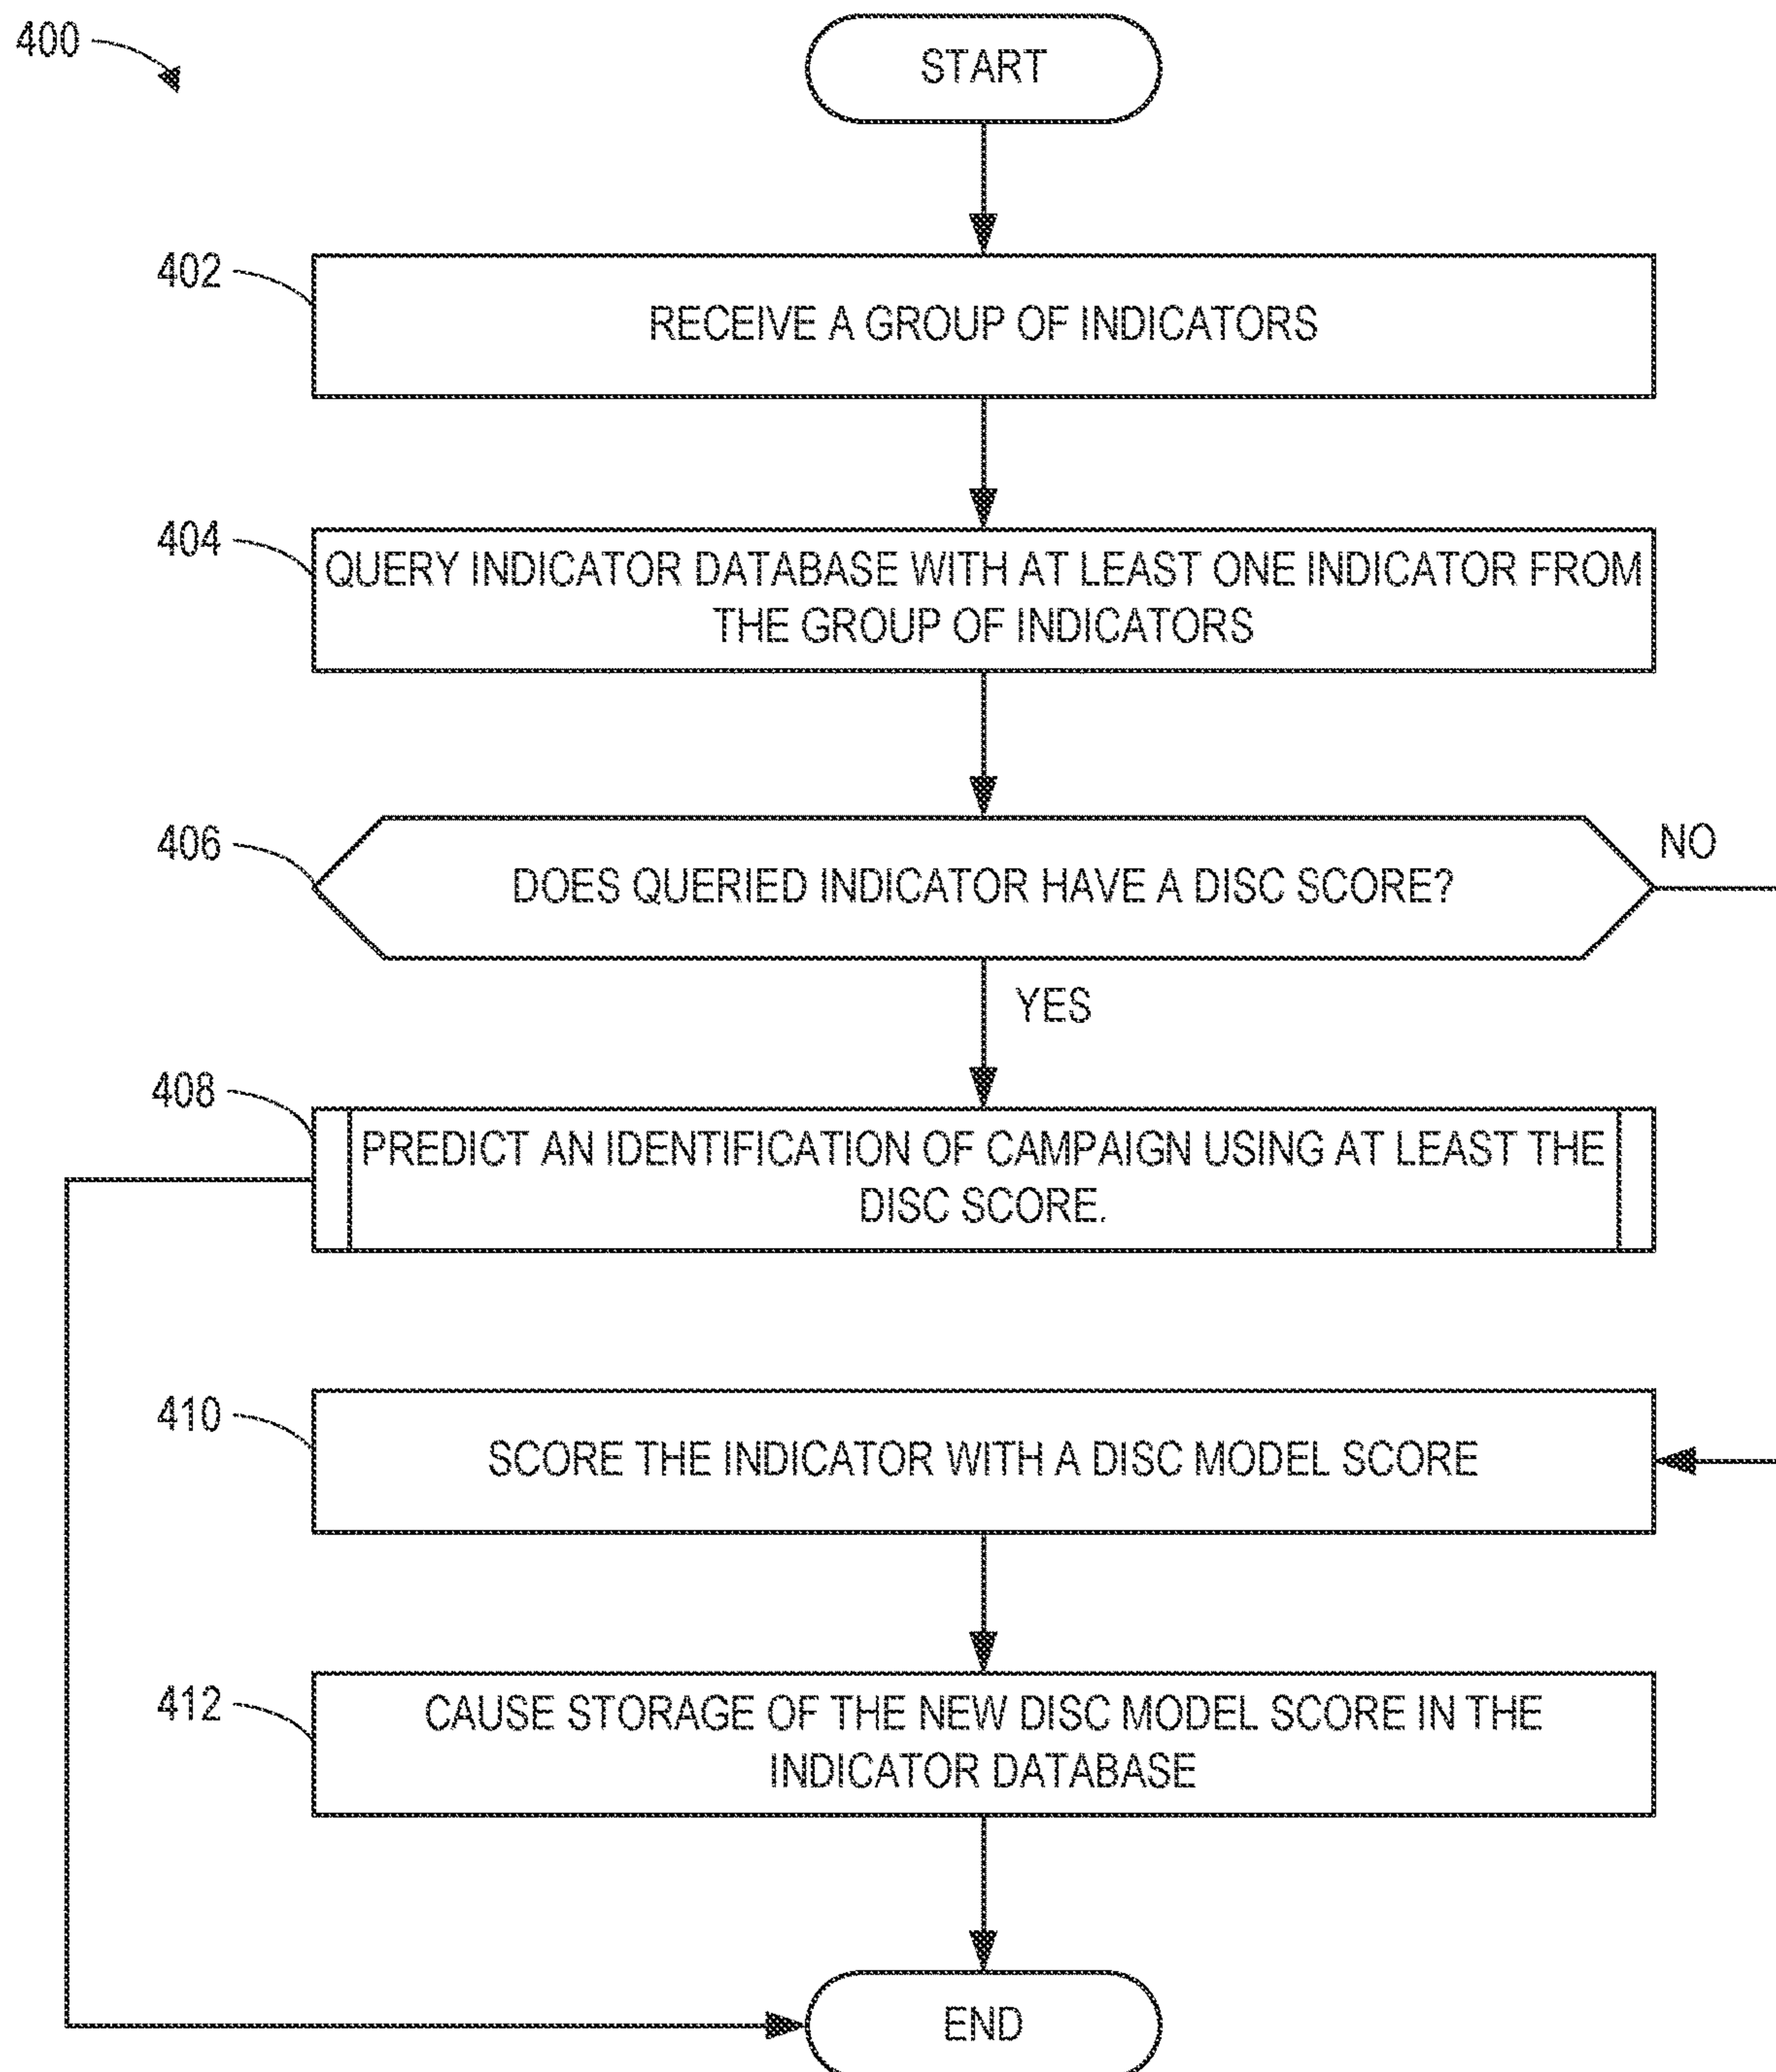 400
START
402
RECEIVE A GROUP OF INDICATORS
404
QUERY INDICATOR DATABASE WITH AT LEAST ONE INDICATOR FROM
THE GROUP OF INDICATORS
406
DOES QUERIED INDICATOR HAVE A DISC SCORE?
NO
YES
408
PREDICT AN IDENTIFICATION OF CAMPAIGN USING AT LEAST THE
DISC SCORE.
410
SCORE THE INDICATOR WITH A DISC MODEL SCORE
412
CAUSE STORAGE OF THE NEW DISC MODEL SCORE IN THE
INDICATOR DATABASE
END